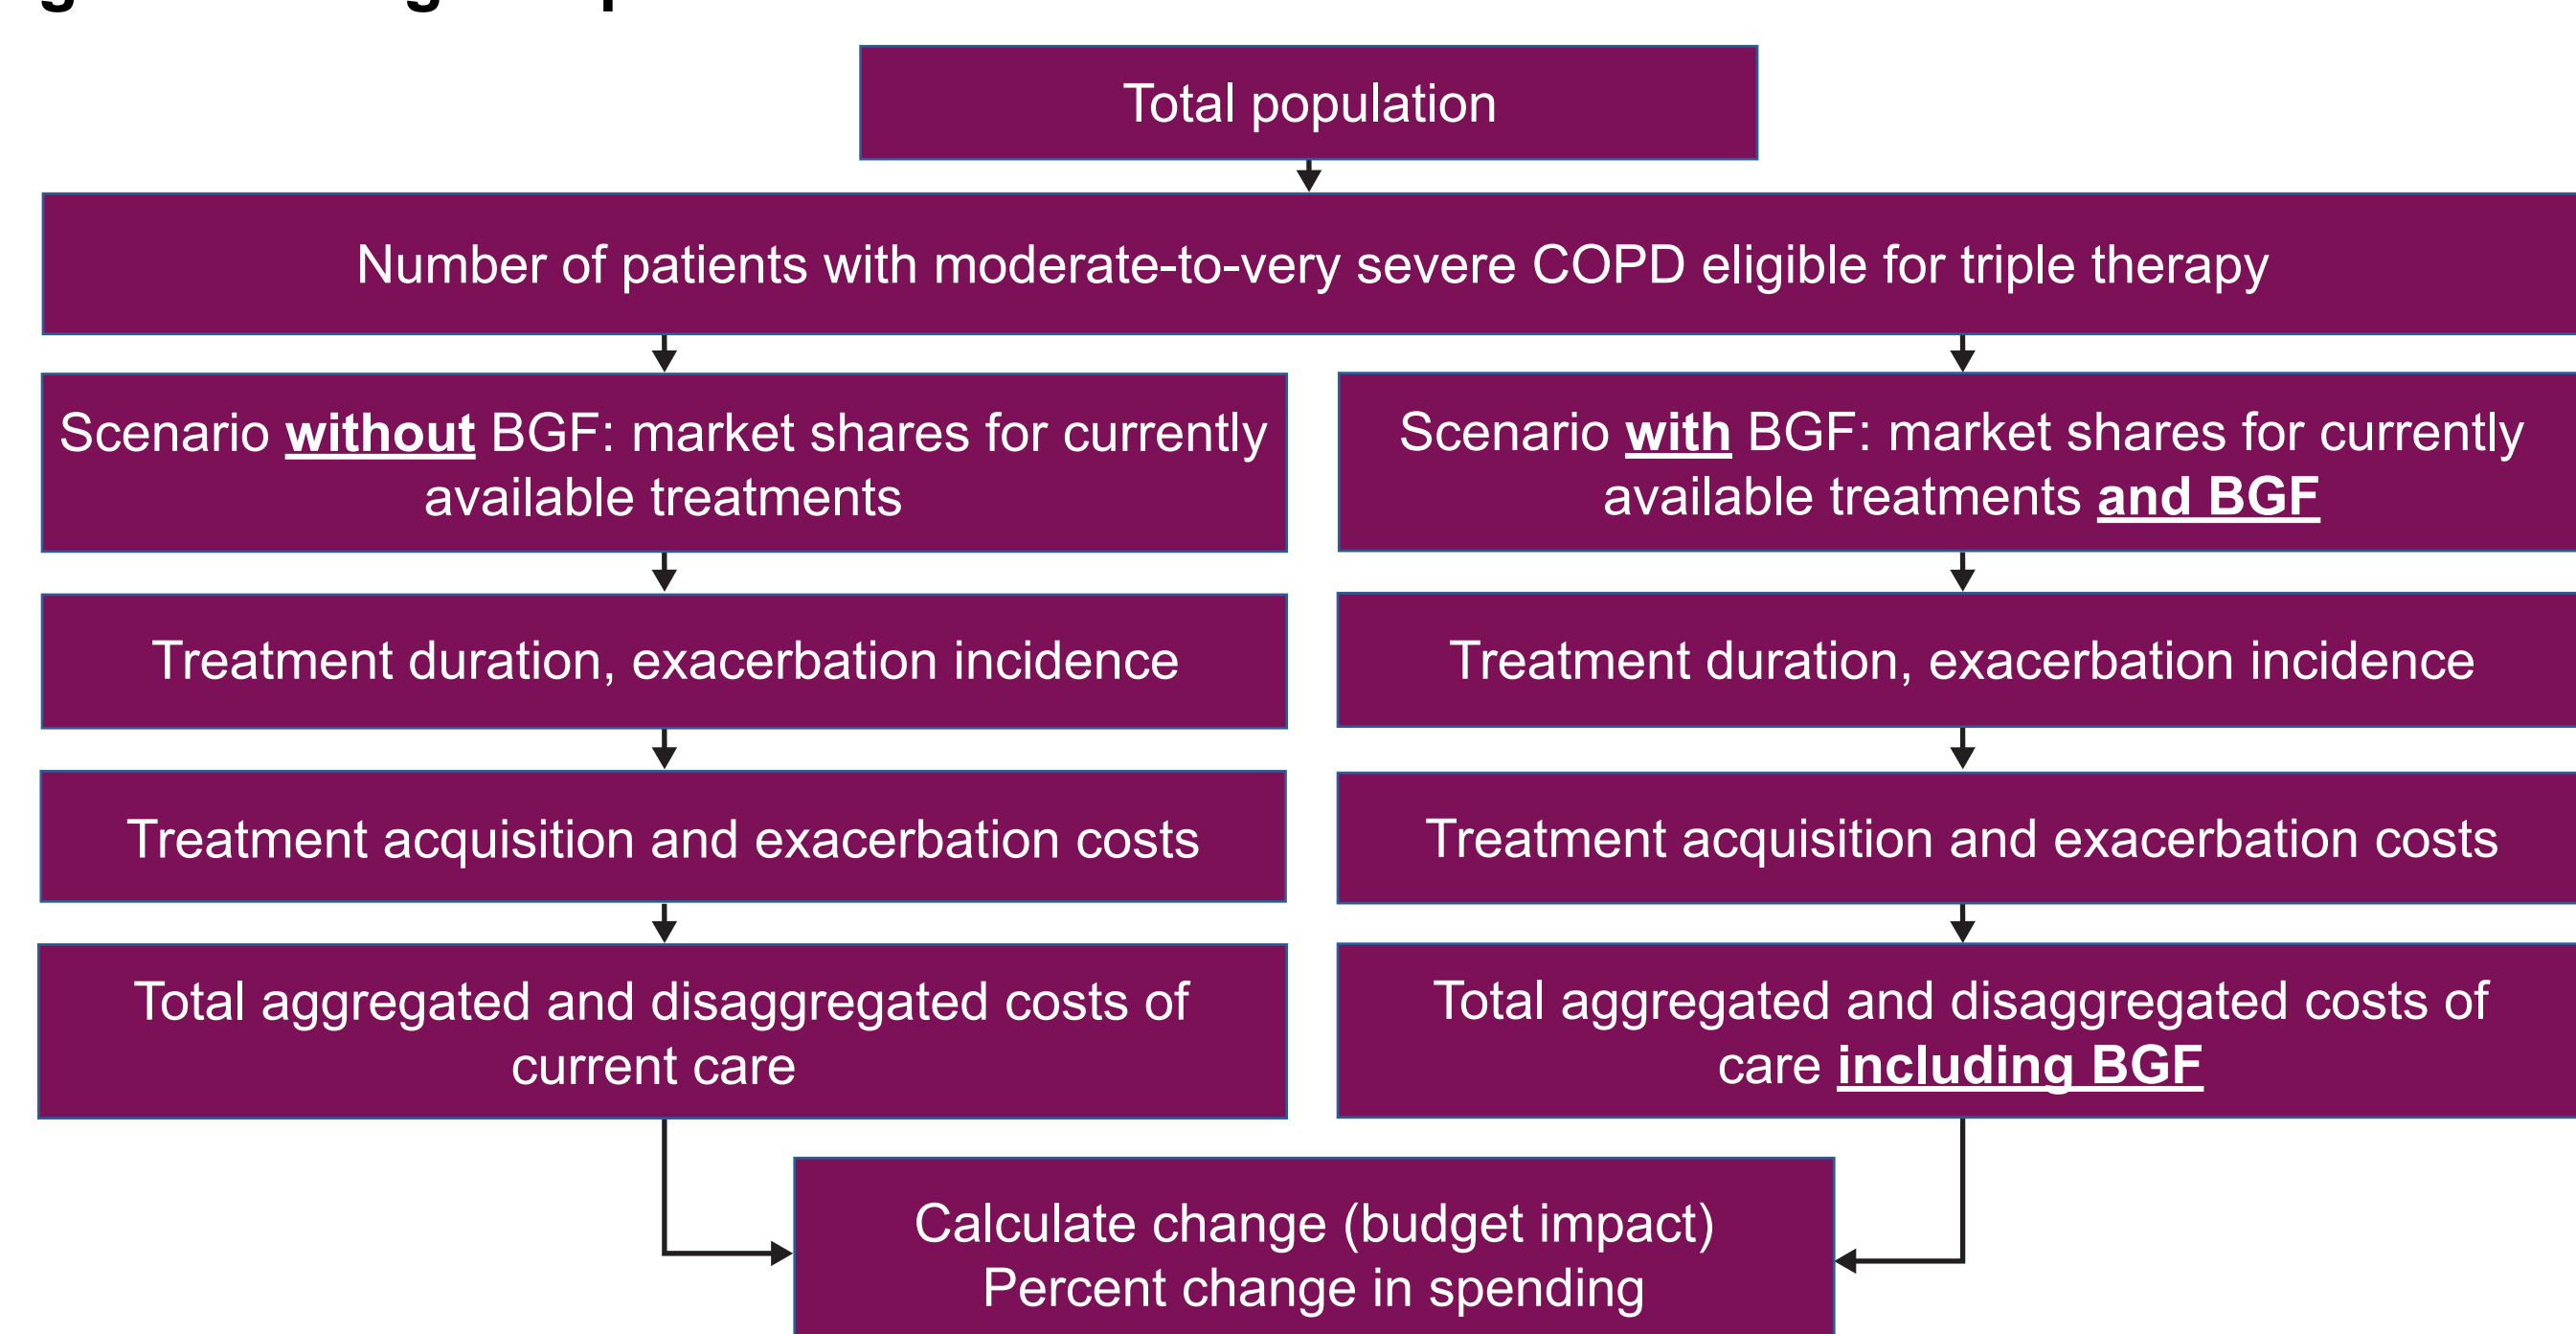 Total population
Number of patients with moderate-to-very severe COPD eligible for triple therapy
Scenario without BGF: market shares for currently
available treatments
Scenario with BGF: market shares for currently
available treatments and BGF
Treatment duration, exacerbation incidence
Treatment duration, exacerbation incidence
Treatment acquisition and exacerbation costs
Treatment acquisition and exacerbation costs
Total aggregated and disaggregated costs of
current care
Total aggregated and disaggregated costs of
care including BGF
Calculate change (budget impact)
Percent change in spending